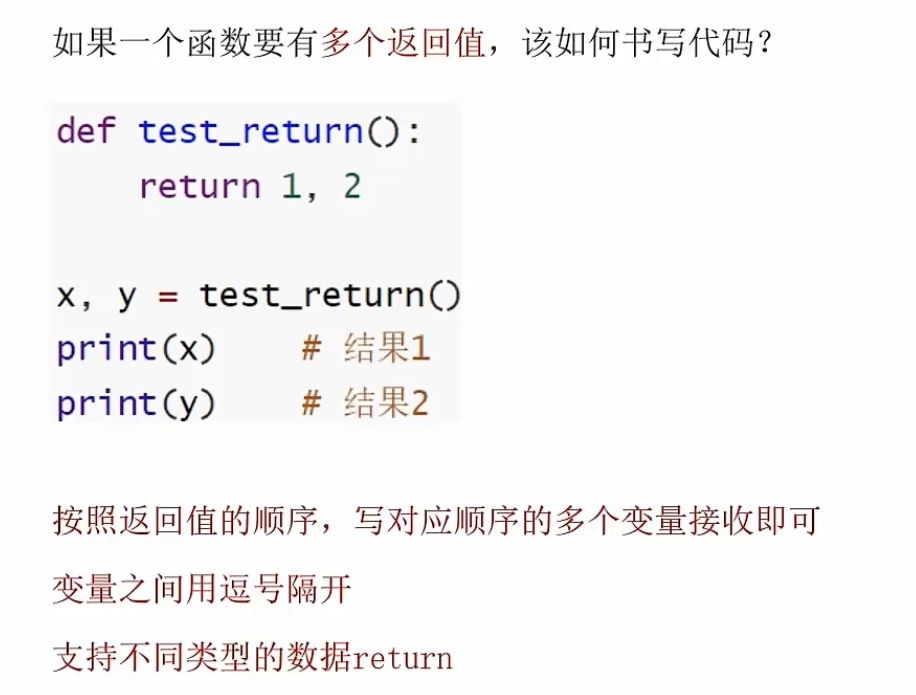 如果一个函数要有多个返回值，该如何书写代码？
def test_return():
    return 1, 2
x, y = test_return()
print(x)    # 结果1
print(y)    # 结果2
按照返回值的顺序，写对应顺序的多个变量接收即可
变量之间用逗号隔开
支持不同类型的数据return